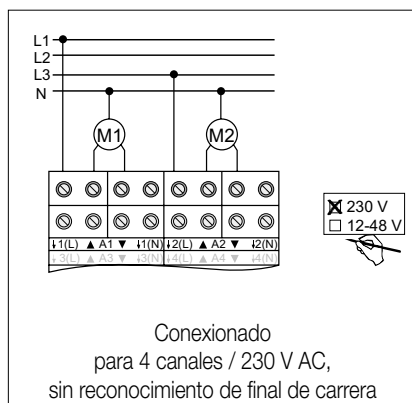 L1
L2
L3
N
M1 M2
↓1(L) ▲ A1 ▼ ↓1(N) ↓2(L) ▲ A2 ▼ ↓2(N)
↓3(L) ▲ A3 ▼ ↓3(N) ↓4(L) ▲ A4 ▼ ↓4(N)
☒ 230 V
☐ 12-48 V
Conexionado
para 4 canales / 230 V AC,
sin reconocimiento de final de carrera